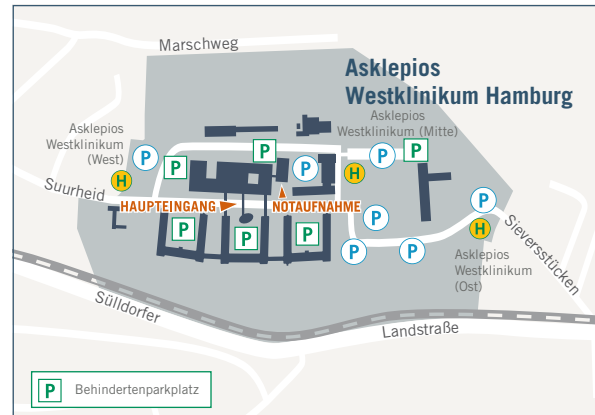 Marschweg
Asklepios
Westklinikum Hamburg
Asklepios
Westklinikum (Mitte)
Asklepios
Westklinikum
(West)
P
P
P
P
P
P
H
H
Suurheid
HAUPTEINGANG
NOTAUFNAHME
P
P
P
P
P
P
P
H
Asklepios
Westklinikum
(Ost)
Sieversstücken
Sülldorfer
Landstraße
P Behindertenparkplatz